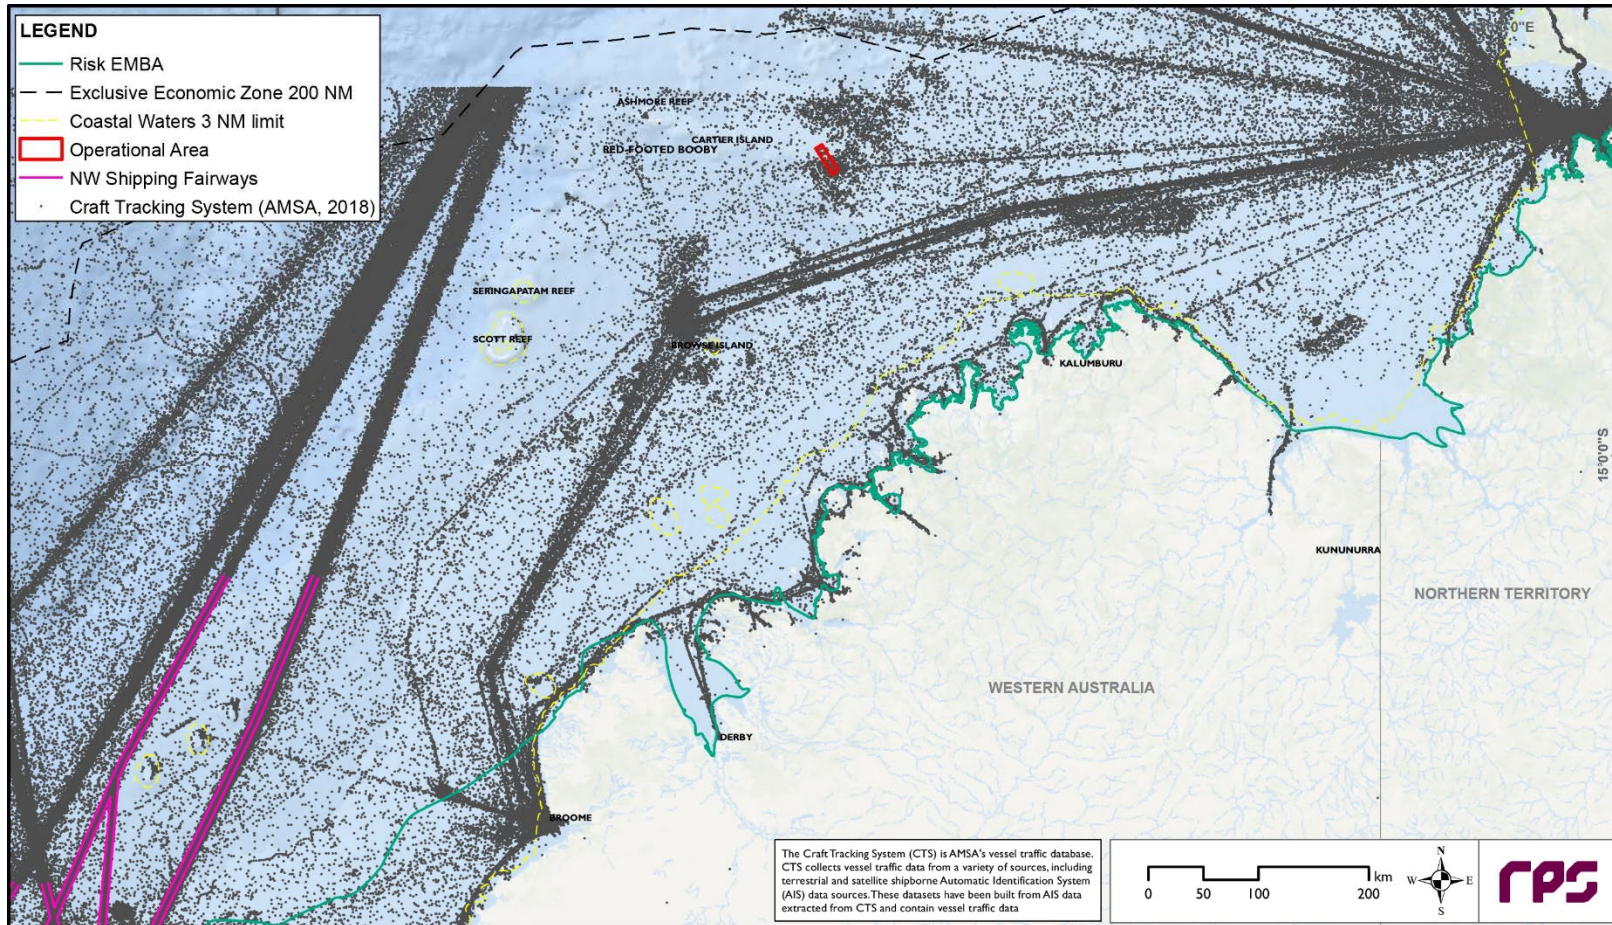 LEGEND
Risk EMBA
Exclusive Economic Zone 200 NM
Coastal Waters 3 NM limit
Operational Area
NW Shipping Fairways
Craft Tracking System (AMSA, 2018)
0"E
ASHMORE REEF
CARTIER ISLAND
RED-FOOTED BOOBY
SERINGAPATAM REEF
SCOTT REEF
BROWSE ISLAND
KALUMBURU
15°0'0"S
KUNUNURRA
NORTHERN TERRITORY
WESTERN AUSTRALIA
DERBY
BROOME
The Craft Tracking System (CTS) is AMSA's vessel traffic database.
CTS collects vessel traffic data from a variety of sources, including
terrestrial and satellite shipborne Automatic Identification System
(AIS) data sources. These datasets have been built from AIS data
extracted from CTS and contain vessel traffic data
0 50 100 200 km
N
W E
S
rps